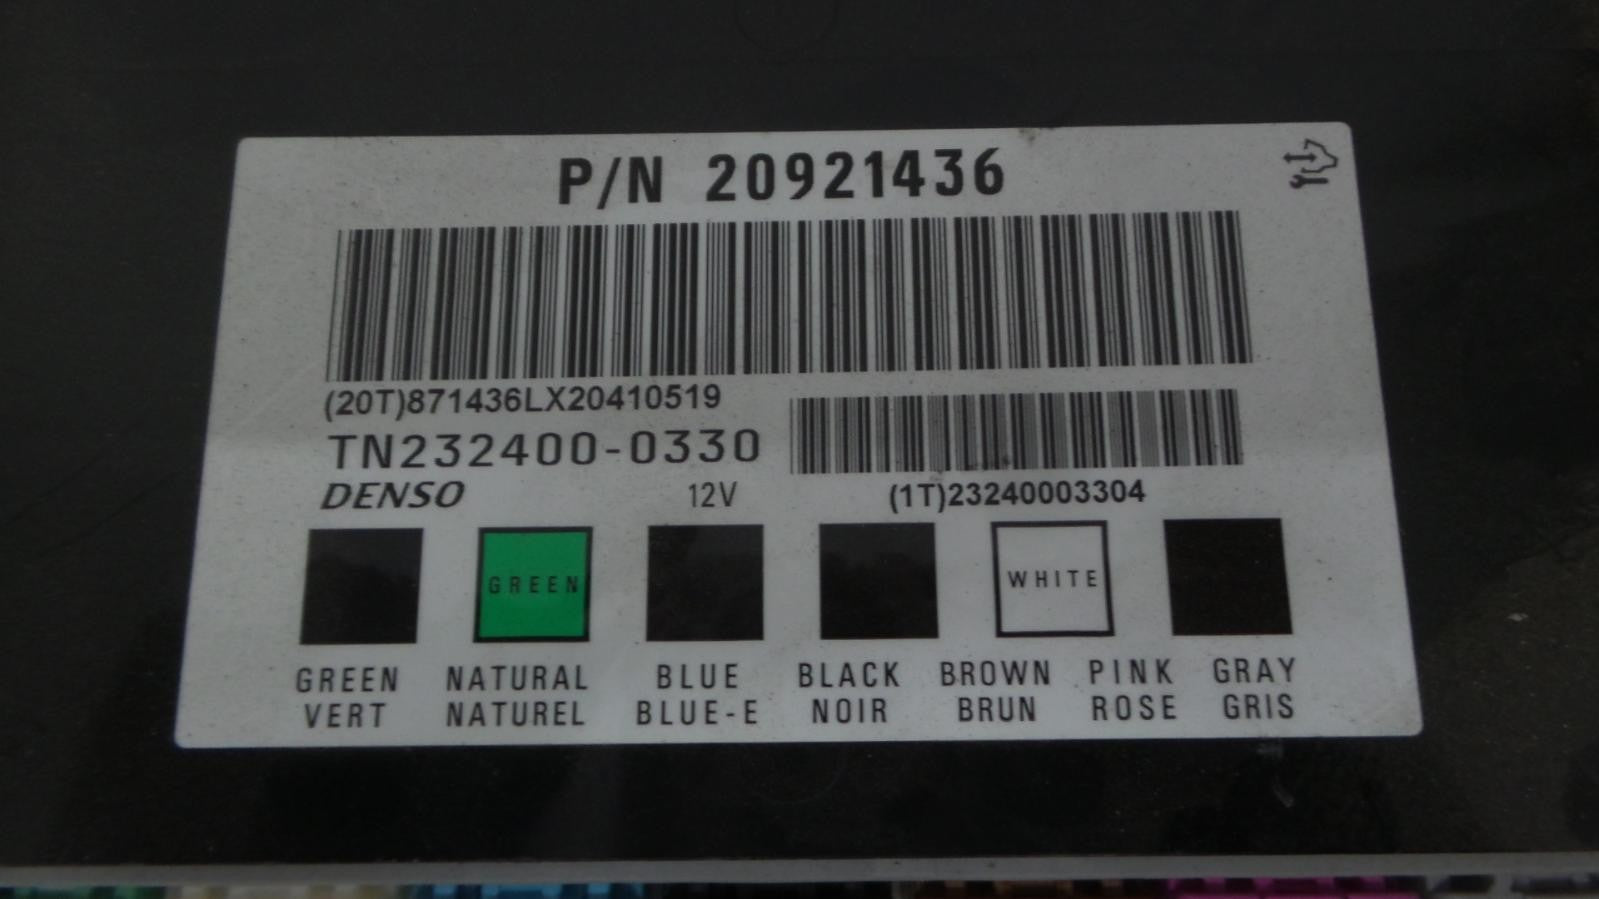 P/N 20921436
(20T)871436LX20410519
TN232400-0330
DENSO 12V (1T)23240003304
GREEN WHITE
GREEN NATURAL BLUE BLACK BROWN PINK GRAY
VERT NATUREL BLUE-E NOIR BRUN ROSE GRIS